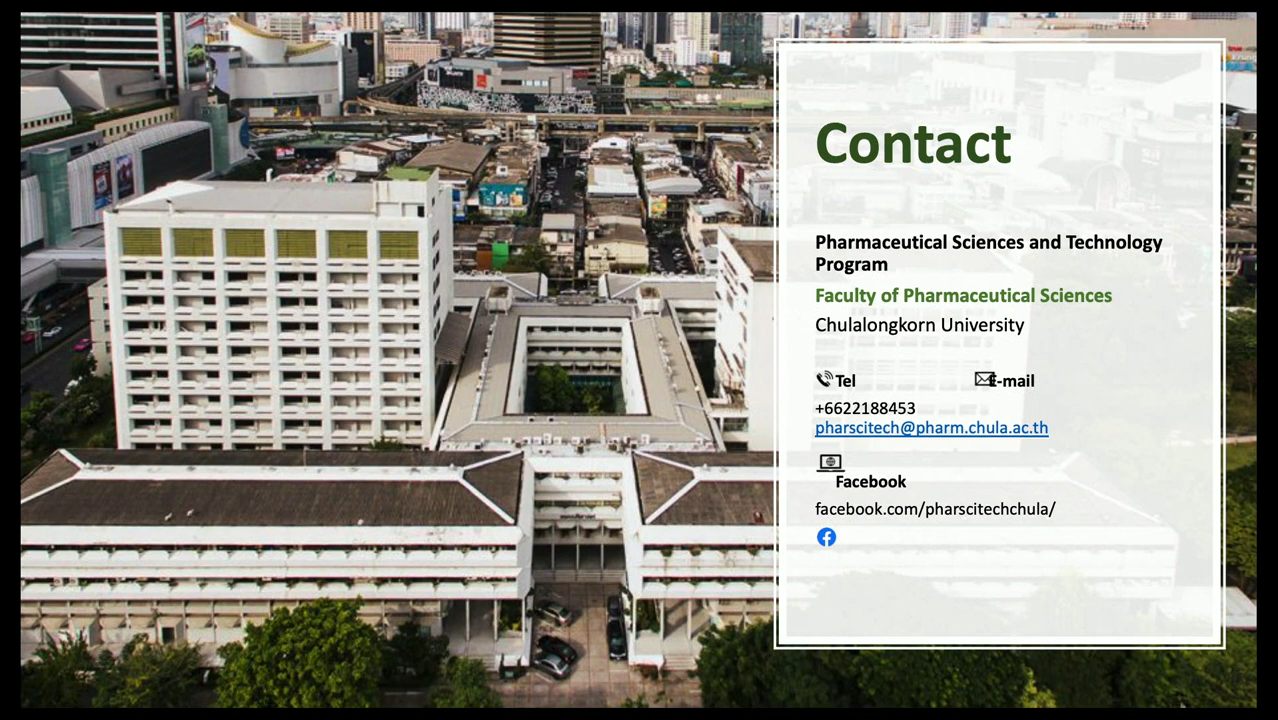 Contact
Pharmaceutical Sciences and Technology
Program
Faculty of Pharmaceutical Sciences
Chulalongkorn University
Tel E-mail
+6622188453
pharscitech@pharm.chula.ac.th
Facebook
facebook.com/pharscitechchula/